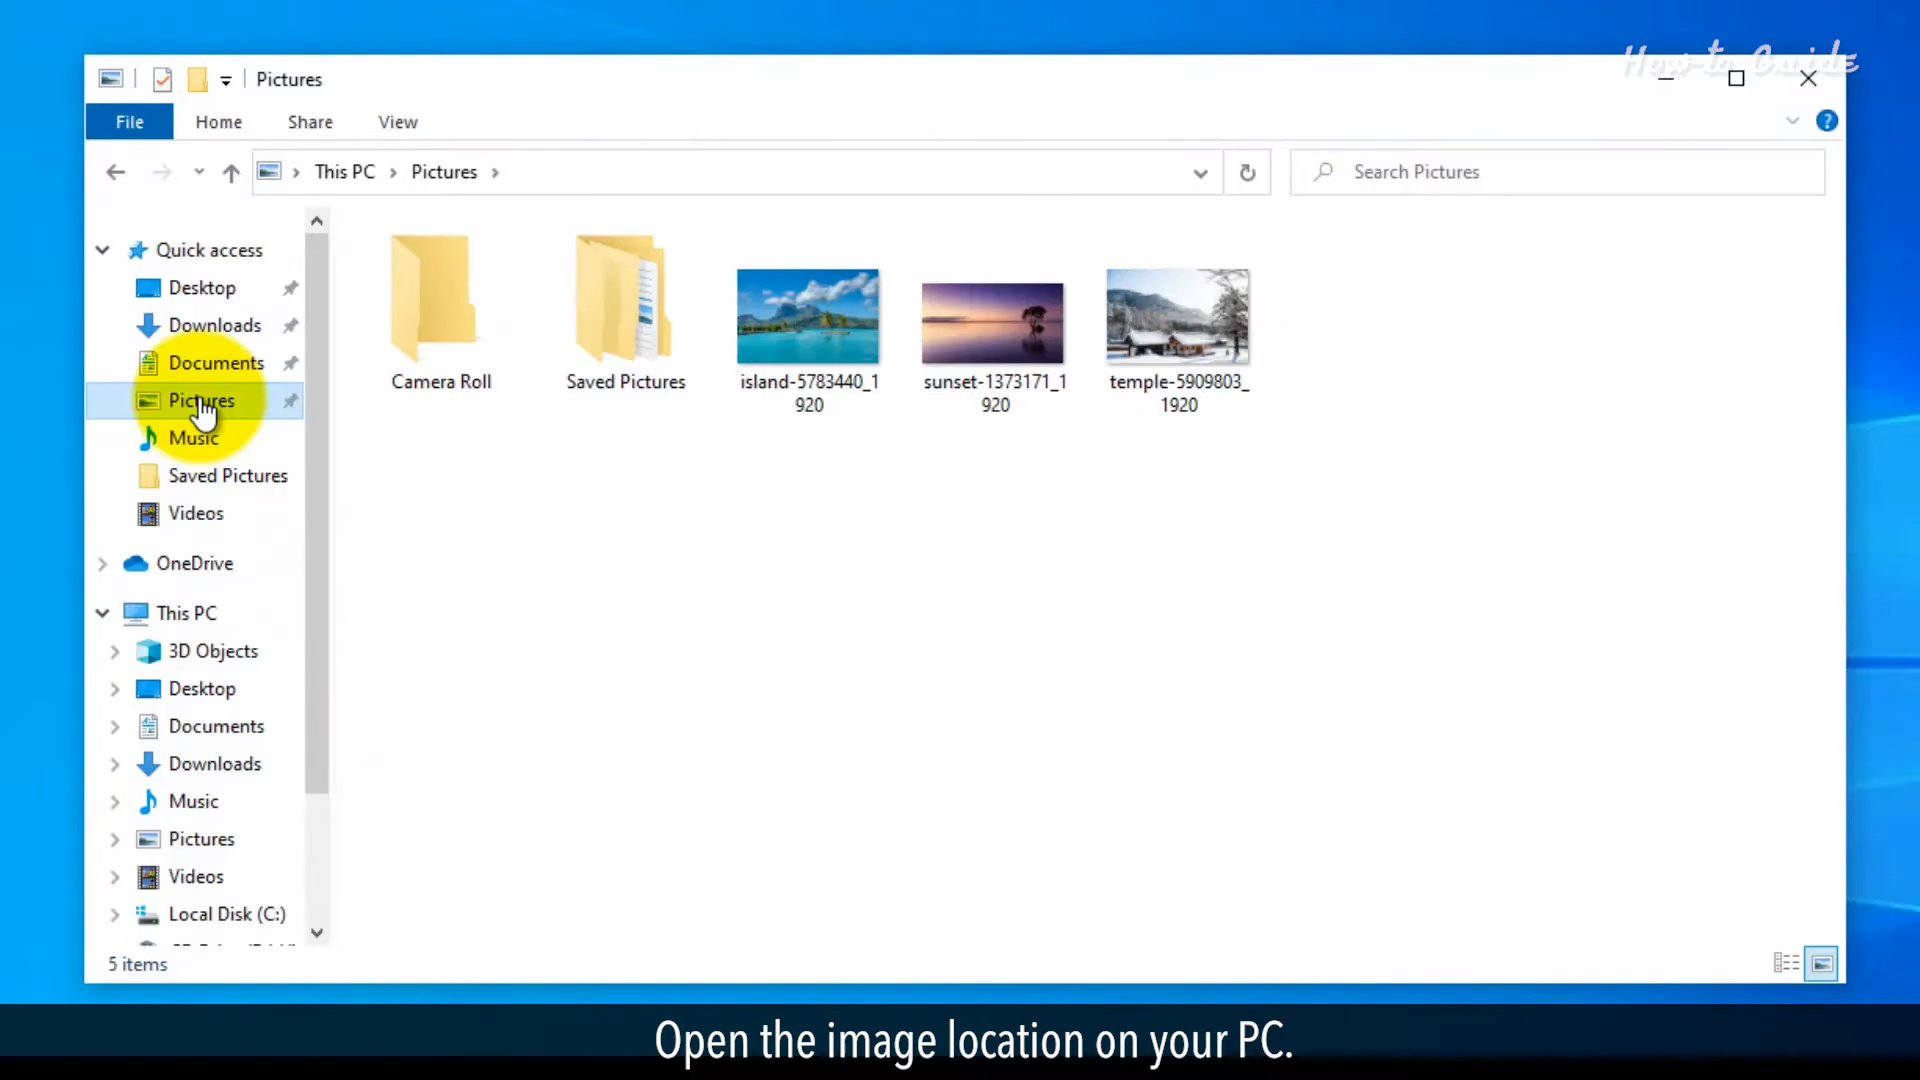 How-to Guide
Pictures
File Home Share View
This PC Pictures
Search Pictures
Quick access
Desktop
Downloads
Documents
Pictures
Music
Saved Pictures
Videos
OneDrive
This PC
3D Objects
Desktop
Documents
Downloads
Music
Pictures
Videos
Local Disk (C:)
Camera Roll
Saved Pictures
island-5783440_1
920
sunset-1373171_1
920
temple-5909803_
1920
5 items
Open the image location on your PC.